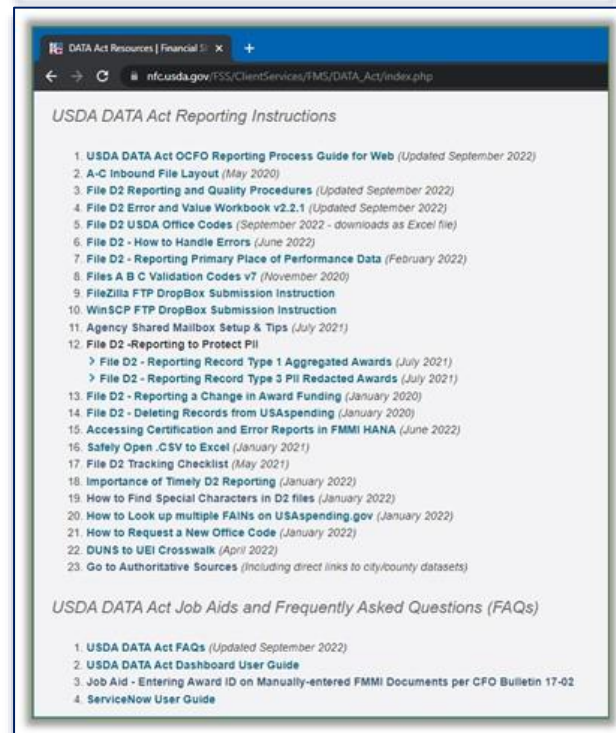 DATA Act Resources | Financial S
nfc.usda.gov/FSS/ClientServices/FMS/DATA_Act/index.php
USDA DATA Act Reporting Instructions
1. USDA DATA Act OCFO Reporting Process Guide for Web (Updated September 2022)
2. A-C Inbound File Layout (May 2020)
3. File D2 Reporting and Quality Procedures (Updated September 2022)
4. File D2 Error and Value Workbook v2.2.1 (Updated September 2022)
5. File D2 USDA Office Codes (September 2022 - downloads as Excel file)
6. File D2 - How to Handle Errors (June 2022)
7. File D2 - Reporting Primary Place of Performance Data (February 2022)
8. Files A B C Validation Codes v7 (November 2020)
9. FileZilla FTP DropBox Submission Instruction
10. WinSCP FTP DropBox Submission Instruction
11. Agency Shared Mailbox Setup & Tips (July 2021)
12. File D2 -Reporting to Protect PII
> File D2 - Reporting Record Type 1 Aggregated Awards (July 2021)
> File D2 - Reporting Record Type 3 PII Redacted Awards (July 2021)
13. File D2 - Reporting a Change in Award Funding (January 2020)
14. File D2 - Deleting Records from USAspending (January 2020)
15. Accessing Certification and Error Reports in FMMI HANA (June 2022)
16. Safely Open .CSV to Excel (January 2021)
17. File D2 Tracking Checklist (May 2021)
18. Importance of Timely D2 Reporting (January 2022)
19. How to Find Special Characters in D2 files (January 2022)
20. How to Look up multiple FAINs on USAspending.gov (January 2022)
21. How to Request a New Office Code (January 2022)
22. DUNS to UEI Crosswalk (April 2022)
23. Go to Authoritative Sources (Including direct links to city/county datasets)
USDA DATA Act Job Aids and Frequently Asked Questions (FAQs)
1. USDA DATA Act FAQs (Updated September 2022)
2. USDA DATA Act Dashboard User Guide
3. Job Aid - Entering Award ID on Manually-entered FMMI Documents per CFO Bulletin 17-02
4. ServiceNow User Guide